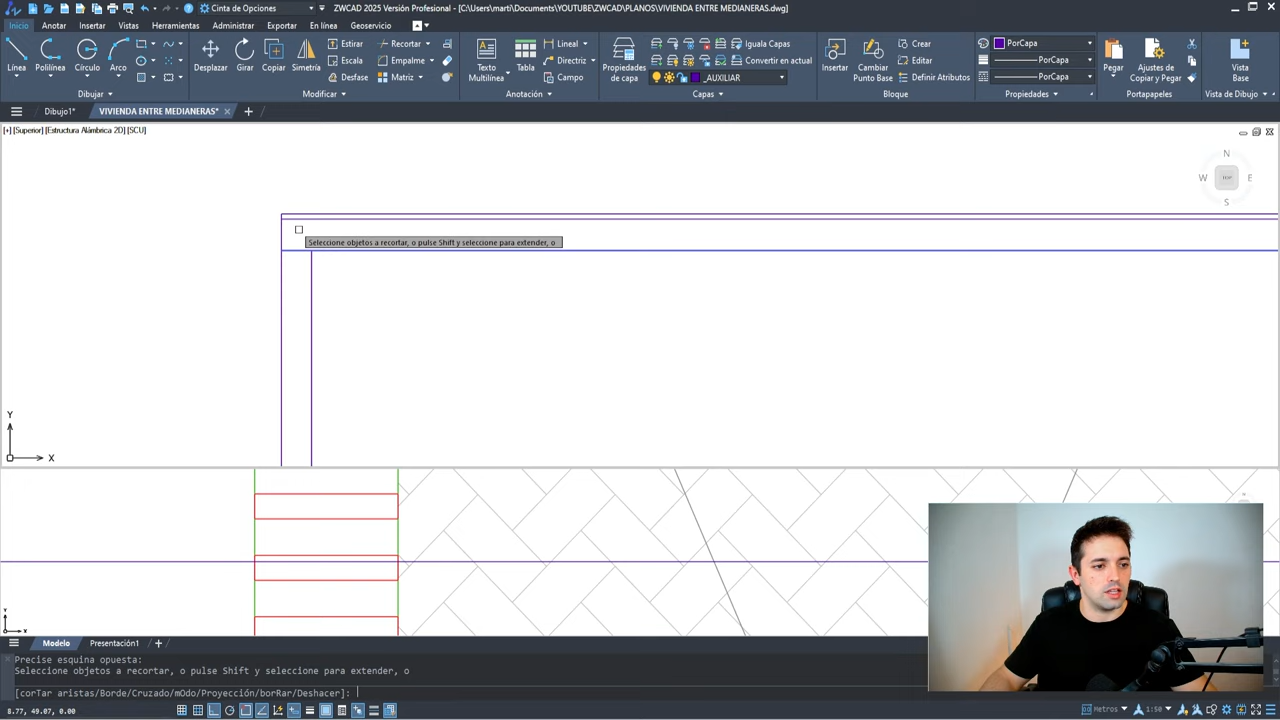 Cinta de Opciones
ZWCAD 2025 Versión Profesional - [C:\Users\marti\Documents\YOUTUBE\ZWCAD\PLANOS\VIVIENDA ENTRE MEDIANERAS.dwg]
Inicio Anotar Insertar Vistas Herramientas Administrar Exportar En línea Geoservicio
Línea Polilínea Círculo Arco
Dibujar
Desplazar Girar Copiar Simetría
Estirar Recortar
Escala Empalme
Desfase Matriz
Modificar
Texto Multilínea Tabla
Lineal
Directriz
Campo
Anotación
Propiedades de capa
Iguala Capas
Convertir en actual
_AUXILIAR
Capas
Insertar Cambiar Punto Base
Crear
Editar
Definir Atributos
Bloque
PorCapa
PorCapa
PorCapa
Propiedades
Pegar Ajustes de Copiar y Pegar
Portapapeles
Vista Base
Vista de Dibujo
Dibujo1* VIVIENDA ENTRE MEDIANERAS*
[+] [Superior] [Estructura Alámbrica 2D] [SCU]
N
W E
S
Seleccione objetos a recortar, o pulse Shift y seleccione para extender, o
Y
X
Modelo Presentación1
Precise esquina opuesta:
Seleccione objetos a recortar, o pulse Shift y seleccione para extender, o
[corTar aristas/Borde/Cruzado/mOdo/Proyección/borRar/Deshacer]:
8.77, 49.07, 0.00
Metros 1:50